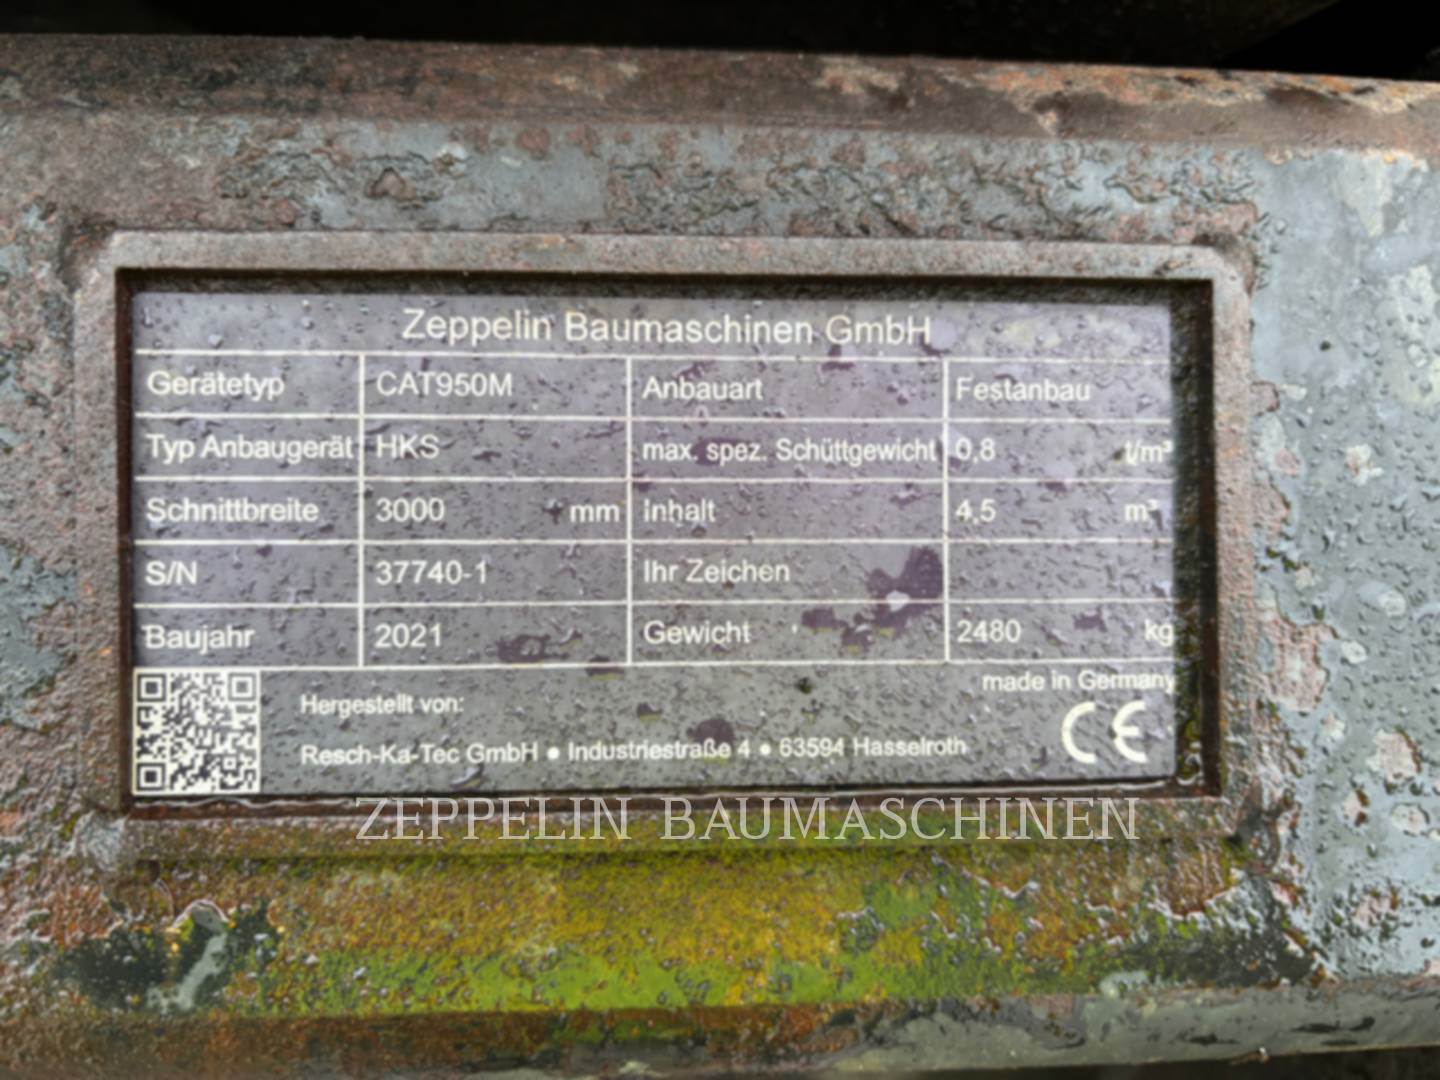 Zeppelin Baumaschinen GmbH
Gerätetyp CAT950M Anbauart Festanbau
Typ Anbaugerät HKS max. spez. Schüttgewicht 0,8 t/m³
Schnittbreite 3000 mm Inhalt 4,5 m³
S/N 37740-1 Ihr Zeichen
Baujahr 2021 Gewicht 2480 kg
made in Germany
Hergestellt von:
CE
Resch-Ka-Tec GmbH ● Industriestraße 4 ● 63594 Hasselroth
ZEPPELIN BAUMASCHINEN